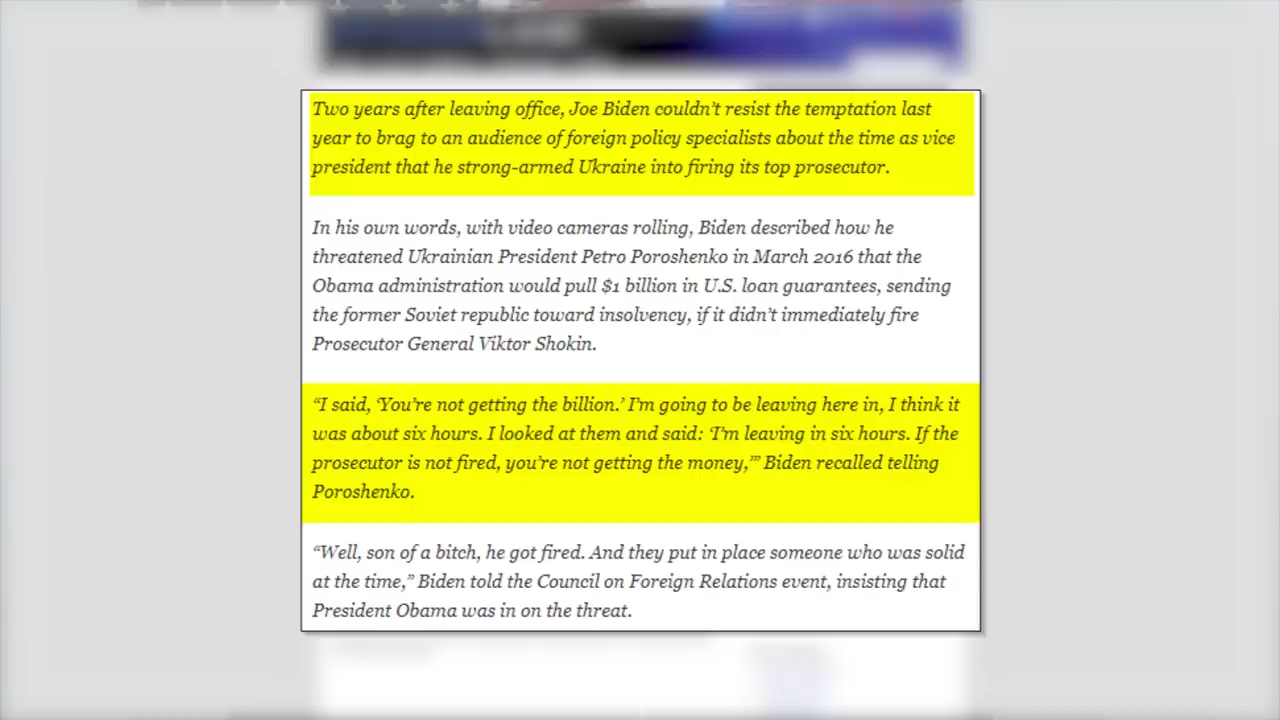 Two years after leaving office, Joe Biden couldn’t resist the temptation last
year to brag to an audience of foreign policy specialists about the time as vice
president that he strong-armed Ukraine into firing its top prosecutor.
In his own words, with video cameras rolling, Biden described how he
threatened Ukrainian President Petro Poroshenko in March 2016 that the
Obama administration would pull $1 billion in U.S. loan guarantees, sending
the former Soviet republic toward insolvency, if it didn’t immediately fire
Prosecutor General Viktor Shokin.
“I said, ‘You’re not getting the billion.’ I’m going to be leaving here in, I think it
was about six hours. I looked at them and said: ‘I’m leaving in six hours. If the
prosecutor is not fired, you’re not getting the money,’” Biden recalled telling
Poroshenko.
“Well, son of a bitch, he got fired. And they put in place someone who was solid
at the time,” Biden told the Council on Foreign Relations event, insisting that
President Obama was in on the threat.